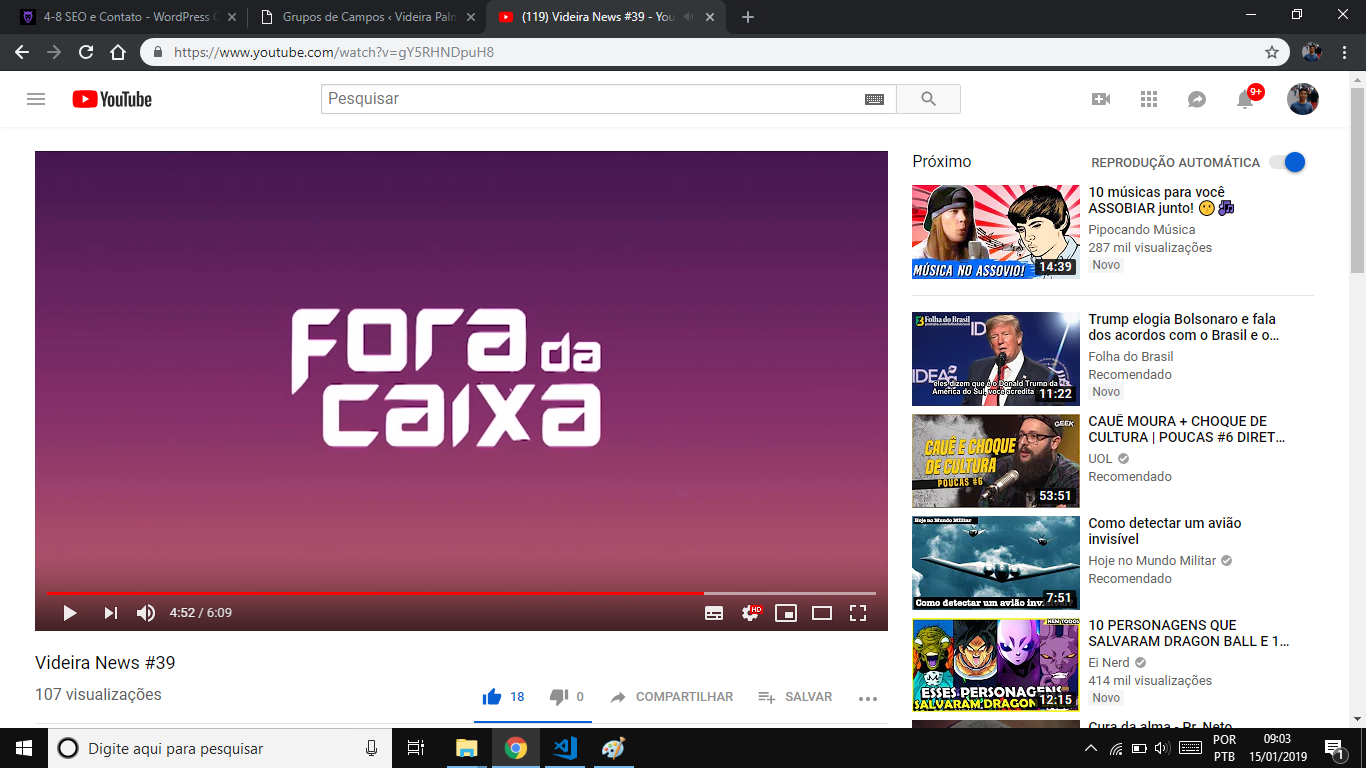 4-8 SEO e Contato - WordPress
Grupos de Campos ‹ Videira Palm
(119) Videira News #39 - You
https://www.youtube.com/watch?v=gY5RHNDpuH8
YouTube
Pesquisar
9+
FORA da
CAIXA
4:52 / 6:09
HD
Videira News #39
107 visualizações
18
0
COMPARTILHAR
SALVAR
Próximo
REPRODUÇÃO AUTOMÁTICA
MÚSICA NO ASSOVIO!
14:39
10 músicas para você
ASSOBIAR junto! 😗🎶
Pipocando Música
287 mil visualizações
Novo
Folha do Brasil
youtube.com/folhadobrasil
IDEA
eles dizem que é o Donald Trump da
América do Sul, você acredita
11:22
Trump elogia Bolsonaro e fala
dos acordos com o Brasil e o...
Folha do Brasil
Recomendado
Novo
GEEK
CAUÊ E CHOQUE
DE CULTURA
POUCAS #6
53:51
CAUÊ MOURA + CHOQUE DE
CULTURA | POUCAS #6 DIRET...
UOL
Recomendado
Hoje no Mundo Militar
Como detectar um avião invisível?
7:51
Como detectar um avião
invisível
Hoje no Mundo Militar
Recomendado
NEM TODOS
ESSES PERSONAGENS
SALVARAM DRAGON
12:15
10 PERSONAGENS QUE
SALVARAM DRAGON BALL E 1...
Ei Nerd
414 mil visualizações
Novo
Cura da alma - Pr. Neto
Digite aqui para pesquisar
POR
PTB
09:03
15/01/2019
1